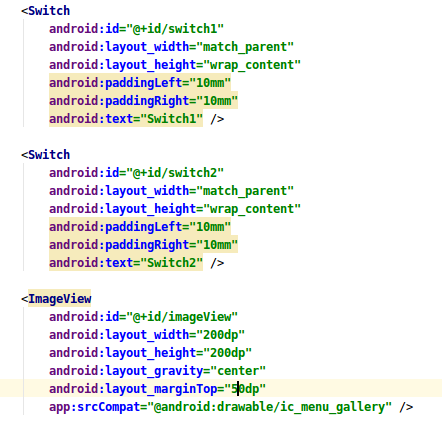 <Switch
android:id="@+id/switch1"
android:layout_width="match_parent"
android:layout_height="wrap_content"
android:paddingLeft="10mm"
android:paddingRight="10mm"
android:text="Switch1" />
<Switch
android:id="@+id/switch2"
android:layout_width="match_parent"
android:layout_height="wrap_content"
android:paddingLeft="10mm"
android:paddingRight="10mm"
android:text="Switch2" />
<ImageView
android:id="@+id/imageView"
android:layout_width="200dp"
android:layout_height="200dp"
android:layout_gravity="center"
android:layout_marginTop="50dp"
app:srcCompat="@android:drawable/ic_menu_gallery" />